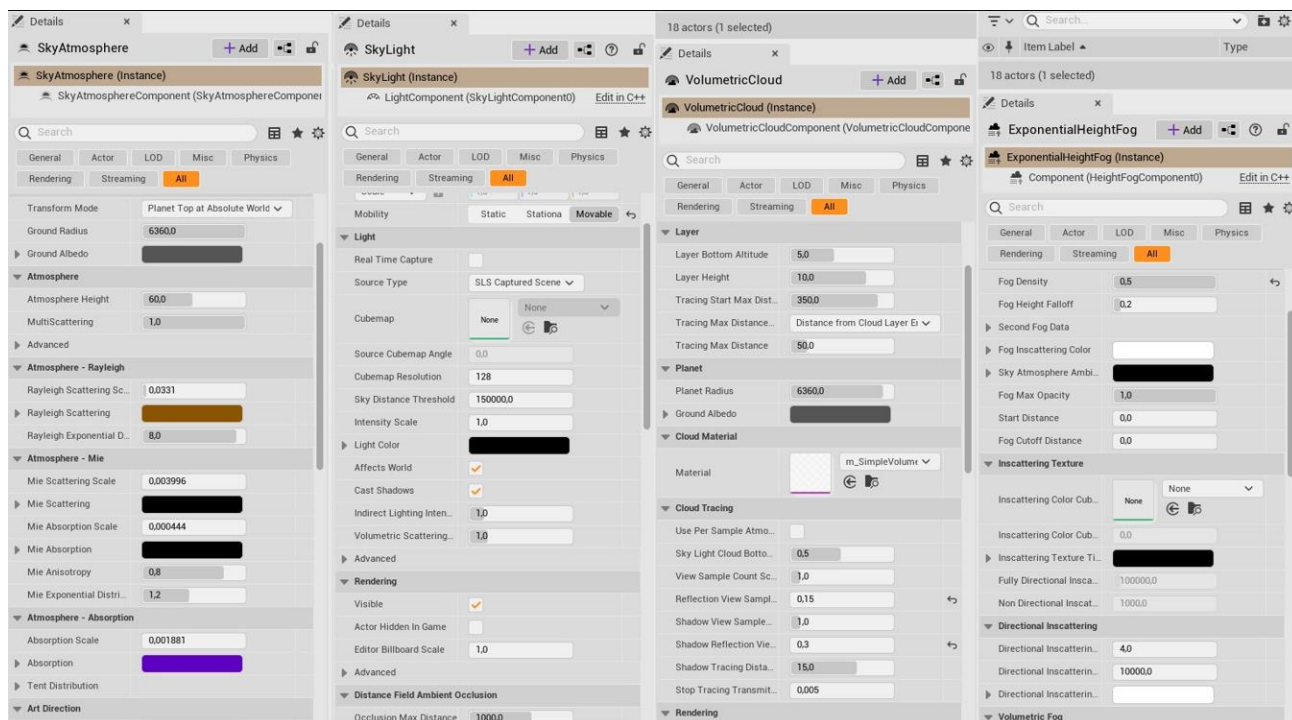 Details ×
SkyAtmosphere + Add
SkyAtmosphere (Instance)
SkyAtmosphereComponent (SkyAtmosphereCompone
Search
General Actor LOD Misc Physics
Rendering Streaming All
Transform Mode Planet Top at Absolute World
Ground Radius 6360,0
Ground Albedo
Atmosphere
Atmosphere Height 60,0
MultiScattering 1,0
Advanced
Atmosphere - Rayleigh
Rayleigh Scattering Sc... 0,0331
Rayleigh Scattering
Rayleigh Exponential D... 8,0
Atmosphere - Mie
Mie Scattering Scale 0,003996
Mie Scattering
Mie Absorption Scale 0,000444
Mie Absorption
Mie Anisotropy 0,8
Mie Exponential Distri... 1,2
Atmosphere - Absorption
Absorption Scale 0,001881
Absorption
Tent Distribution
Art Direction
Details ×
SkyLight + Add
SkyLight (Instance)
LightComponent (SkyLightComponent0) Edit in C++
Search
General Actor LOD Misc Physics
Rendering Streaming All
Mobility Static Stationa Movable
Light
Real Time Capture
Source Type SLS Captured Scene
Cubemap None None
Source Cubemap Angle 0,0
Cubemap Resolution 128
Sky Distance Threshold 150000,0
Intensity Scale 1,0
Light Color
Affects World
Cast Shadows
Indirect Lighting Inten... 1,0
Volumetric Scattering... 1,0
Advanced
Rendering
Visible
Actor Hidden In Game
Editor Billboard Scale 1,0
Advanced
Distance Field Ambient Occlusion
Occlusion Max Distance 1000,0
18 actors (1 selected)
Details ×
VolumetricCloud + Add
VolumetricCloud (Instance)
VolumetricCloudComponent (VolumetricCloudCompone
Search
General Actor LOD Misc Physics
Rendering Streaming All
Layer
Layer Bottom Altitude 5,0
Layer Height 10,0
Tracing Start Max Dist... 350,0
Tracing Max Distance... Distance from Cloud Layer Er
Tracing Max Distance 50,0
Planet
Planet Radius 6360,0
Ground Albedo
Cloud Material
Material m_SimpleVolume
Cloud Tracing
Use Per Sample Atmo...
Sky Light Cloud Botto... 0,5
View Sample Count Sc... 1,0
Reflection View Sampl... 0,15
Shadow View Sample... 1,0
Shadow Reflection Vie... 0,3
Shadow Tracing Dista... 15,0
Stop Tracing Transmit... 0,005
Rendering
Search...
Item Label Type
18 actors (1 selected)
Details ×
ExponentialHeightFog + Add
ExponentialHeightFog (Instance)
Component (HeightFogComponent0) Edit in C++
Search
General Actor LOD Misc Physics
Rendering Streaming All
Fog Density 0,5
Fog Height Falloff 0,2
Second Fog Data
Fog Inscattering Color
Sky Atmosphere Ambi...
Fog Max Opacity 1,0
Start Distance 0,0
Fog Cutoff Distance 0,0
Inscattering Texture
Inscattering Color Cub... None None
Inscattering Color Cub... 0,0
Inscattering Texture Ti...
Fully Directional Insca... 100000,0
Non Directional Inscat... 1000,0
Directional Inscattering
Directional Inscatterin... 4,0
Directional Inscatterin... 10000,0
Directional Inscatterin...
Volumetric Fog